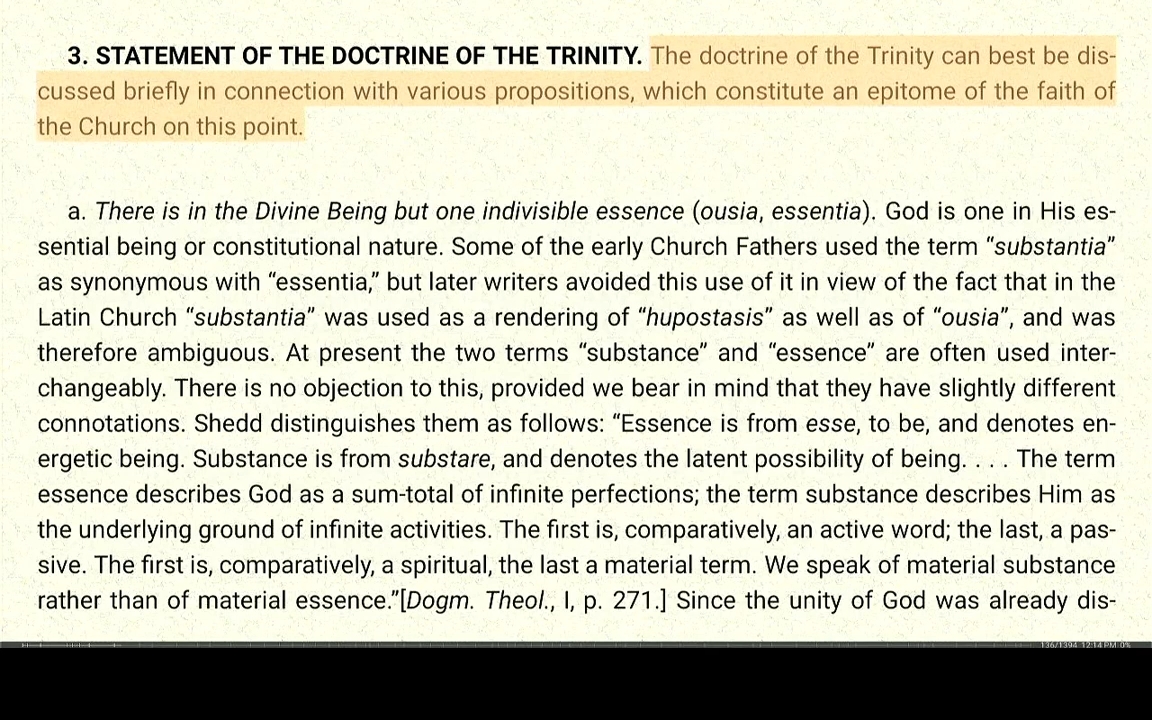 3. STATEMENT OF THE DOCTRINE OF THE TRINITY. The doctrine of the Trinity can best be dis-
cussed briefly in connection with various propositions, which constitute an epitome of the faith of
the Church on this point.
a. There is in the Divine Being but one indivisible essence (ousia, essentia). God is one in His es-
sential being or constitutional nature. Some of the early Church Fathers used the term “substantia”
as synonymous with “essentia,” but later writers avoided this use of it in view of the fact that in the
Latin Church “substantia” was used as a rendering of “hupostasis” as well as of “ousia”, and was
therefore ambiguous. At present the two terms “substance” and “essence” are often used inter-
changeably. There is no objection to this, provided we bear in mind that they have slightly different
connotations. Shedd distinguishes them as follows: “Essence is from esse, to be, and denotes en-
ergetic being. Substance is from substare, and denotes the latent possibility of being. . . . The term
essence describes God as a sum-total of infinite perfections; the term substance describes Him as
the underlying ground of infinite activities. The first is, comparatively, an active word; the last, a pas-
sive. The first is, comparatively, a spiritual, the last a material term. We speak of material substance
rather than of material essence.”[Dogm. Theol., I, p. 271.] Since the unity of God was already dis-
136/1394 12:14 PM 0%